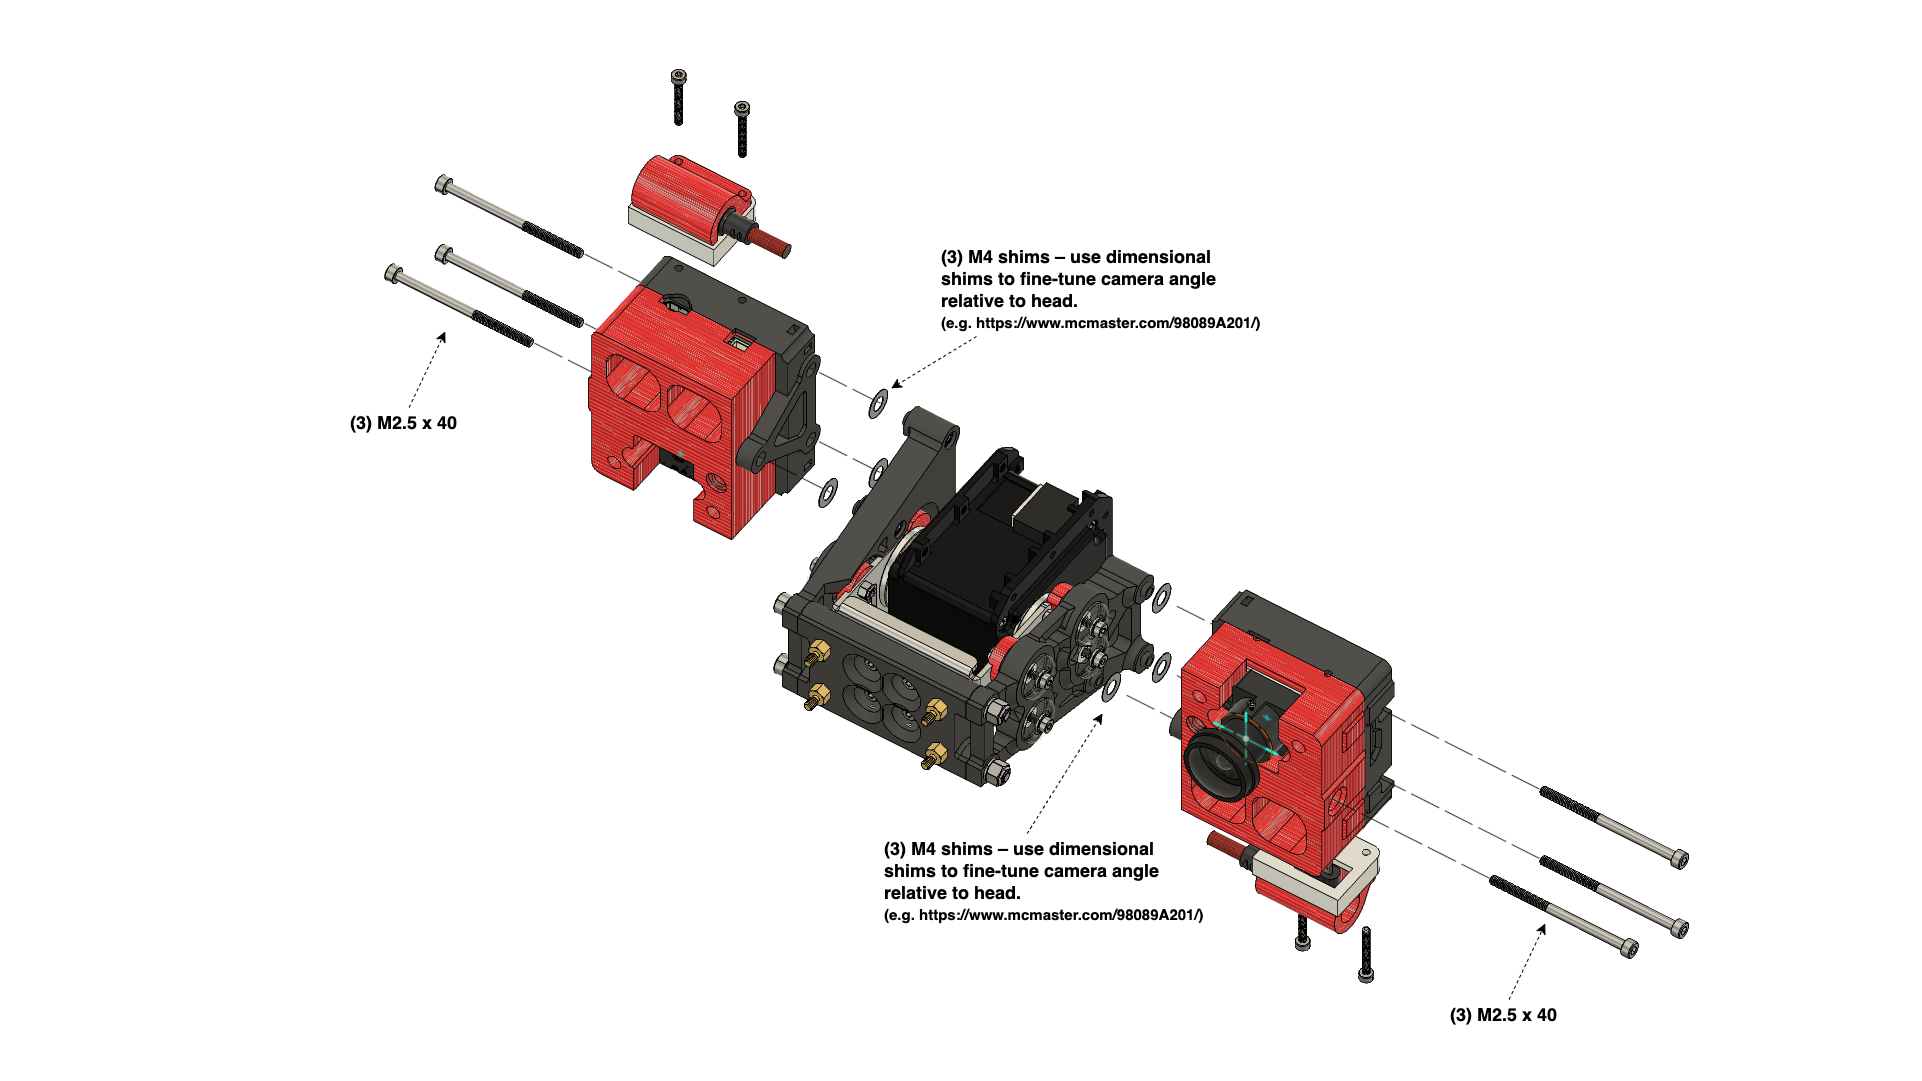 (3) M4 shims – use dimensional
shims to fine-tune camera angle
relative to head.
(e.g. https://www.mcmaster.com/98089A201/)
(3) M2.5 x 40
(3) M4 shims – use dimensional
shims to fine-tune camera angle
relative to head.
(e.g. https://www.mcmaster.com/98089A201/)
(3) M2.5 x 40